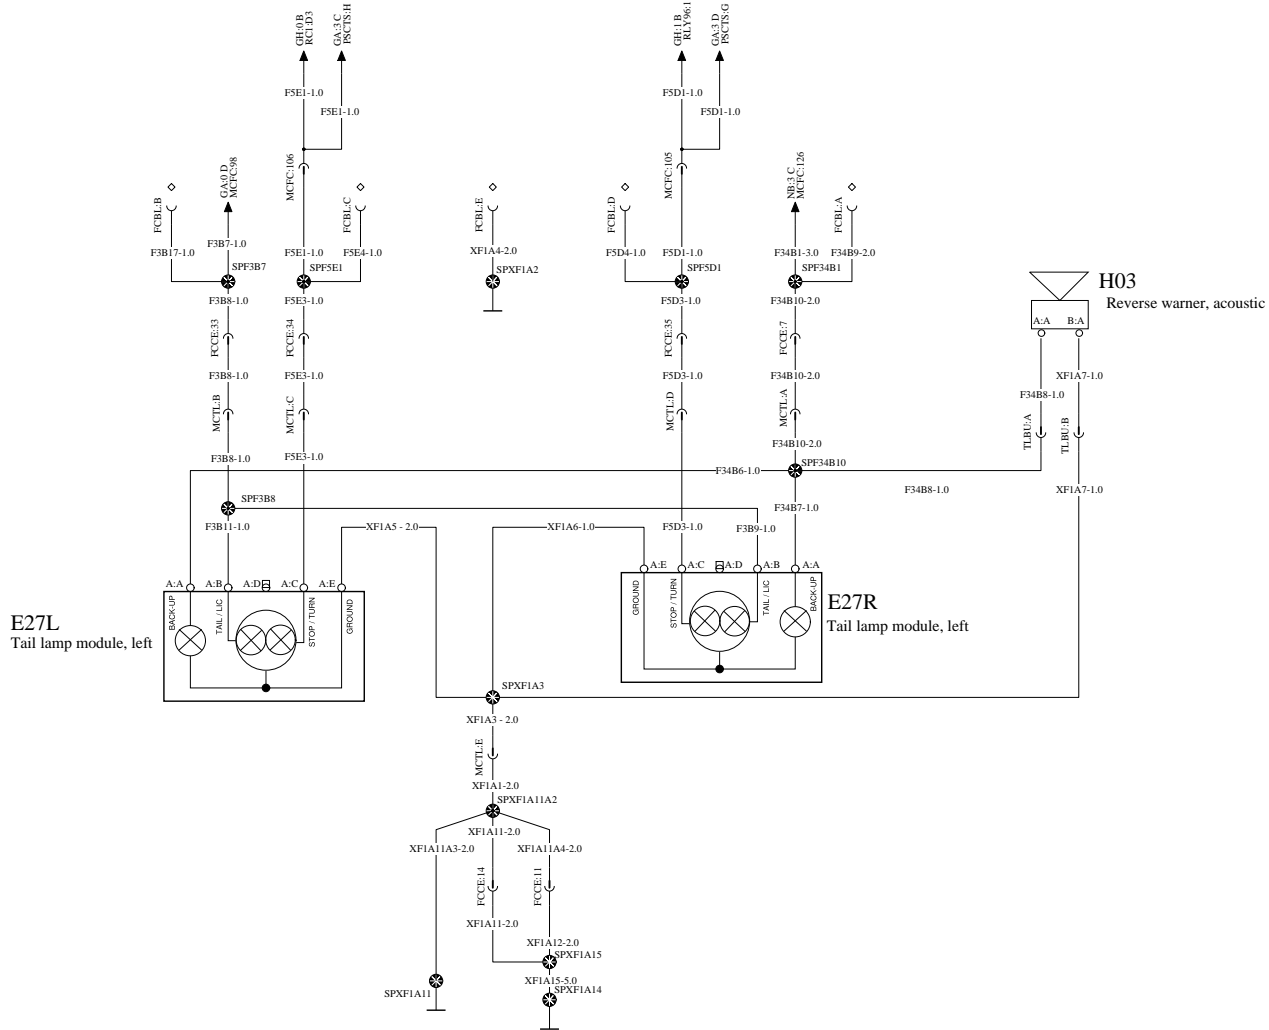 GH:0 B
RC1:D3
GA:3 C
PSCTS:H
GH:1 B
RLY96:1
GA:3 D
PSCTS:G
F5E1-1.0
F5D1-1.0
F5E1-1.0
F5D1-1.0
GA:0 D
MCFC:98
MCFC:106
MCFC:105
NB:3 C
MCFC:126
FCBL:B
FCBL:C
FCBL:E
FCBL:D
FCBL:A
F3B7-1.0
F3B17-1.0
F5E1-1.0
F5E4-1.0
XF1A4-2.0
F5D4-1.0
F5D1-1.0
F34B1-3.0
F34B9-2.0
SPF3B7
SPF5E1
SPXF1A2
SPF5D1
SPF34B1
H03
Reverse warner, acoustic
A:A
B:A
F3B8-1.0
F5E3-1.0
F5D3-1.0
F34B10-2.0
FCCE:33
FCCE:34
FCCE:35
FCCE:7
F3B8-1.0
F5E3-1.0
F5D3-1.0
F34B10-2.0
XF1A7-1.0
F34B8-1.0
MCTL:B
MCTL:C
MCTL:D
MCTL:A
TLBU:A
TLBU:B
F34B10-2.0
F3B8-1.0
F5E3-1.0
F34B6-1.0
SPF34B10
F34B8-1.0
XF1A7-1.0
SPF3B8
F34B7-1.0
F3B11-1.0
XF1A5 - 2.0
XF1A6-1.0
F5D3-1.0
F3B9-1.0
A:A
A:B
A:D
A:C
A:E
A:E
A:C
A:D
A:B
A:A
BACK-UP
TAIL / LIC
STOP / TURN
GROUND
GROUND
STOP / TURN
TAIL / LIC
BACK-UP
E27L
Tail lamp module, left
E27R
Tail lamp module, left
SPXF1A3
XF1A3 - 2.0
MCTL:E
XF1A1-2.0
SPXF1A11A2
XF1A11-2.0
XF1A11A3-2.0
XF1A11A4-2.0
FCCE:14
FCCE:11
XF1A11-2.0
XF1A12-2.0
SPXF1A15
XF1A15-5.0
SPXF1A11
SPXF1A14